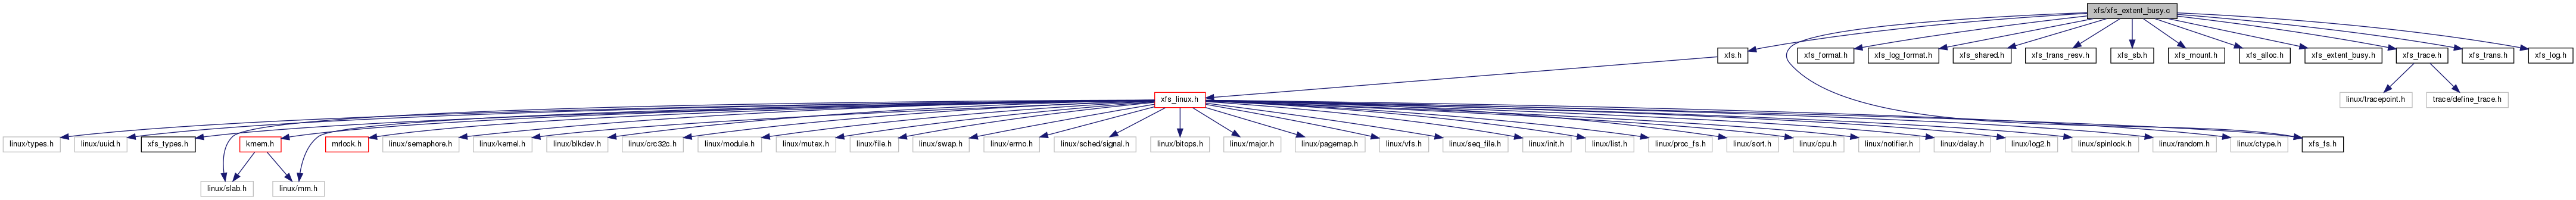 xfs/xfs_extent_busy.c
xfs.h
xfs_format.h
xfs_log_format.h
xfs_shared.h
xfs_trans_resv.h
xfs_sb.h
xfs_mount.h
xfs_alloc.h
xfs_extent_busy.h
xfs_trace.h
xfs_trans.h
xfs_log.h
xfs_linux.h
linux/tracepoint.h
trace/define_trace.h
linux/types.h
linux/uuid.h
xfs_types.h
kmem.h
mrlock.h
linux/semaphore.h
linux/kernel.h
linux/blkdev.h
linux/crc32c.h
linux/module.h
linux/mutex.h
linux/file.h
linux/swap.h
linux/errno.h
linux/sched/signal.h
linux/bitops.h
linux/major.h
linux/pagemap.h
linux/vfs.h
linux/seq_file.h
linux/init.h
linux/list.h
linux/proc_fs.h
linux/sort.h
linux/cpu.h
linux/notifier.h
linux/delay.h
linux/log2.h
linux/spinlock.h
linux/random.h
linux/ctype.h
xfs_fs.h
linux/slab.h
linux/mm.h